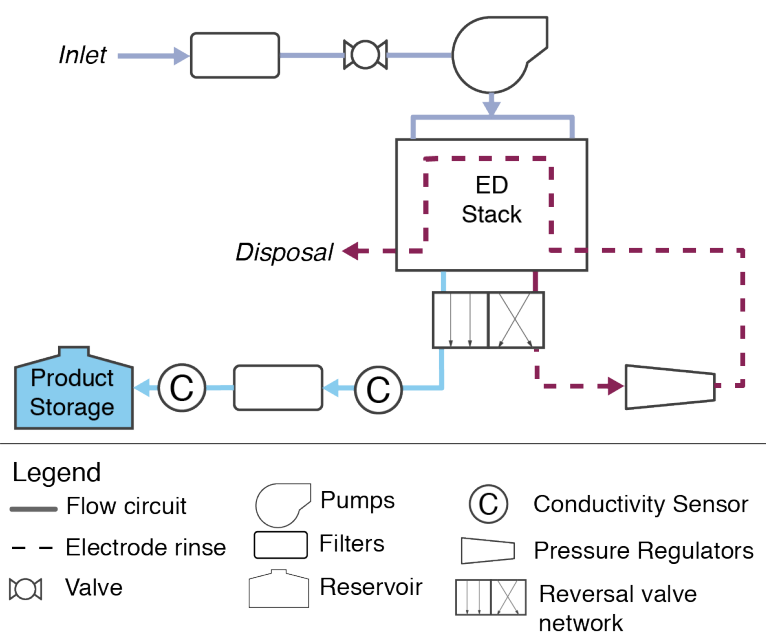 Inlet
ED
Stack
Disposal
Product
Storage
C
C
Legend
Flow circuit
Electrode rinse
Valve
Pumps
Filters
Reservoir
C
Conductivity Sensor
Pressure Regulators
Reversal valve
network